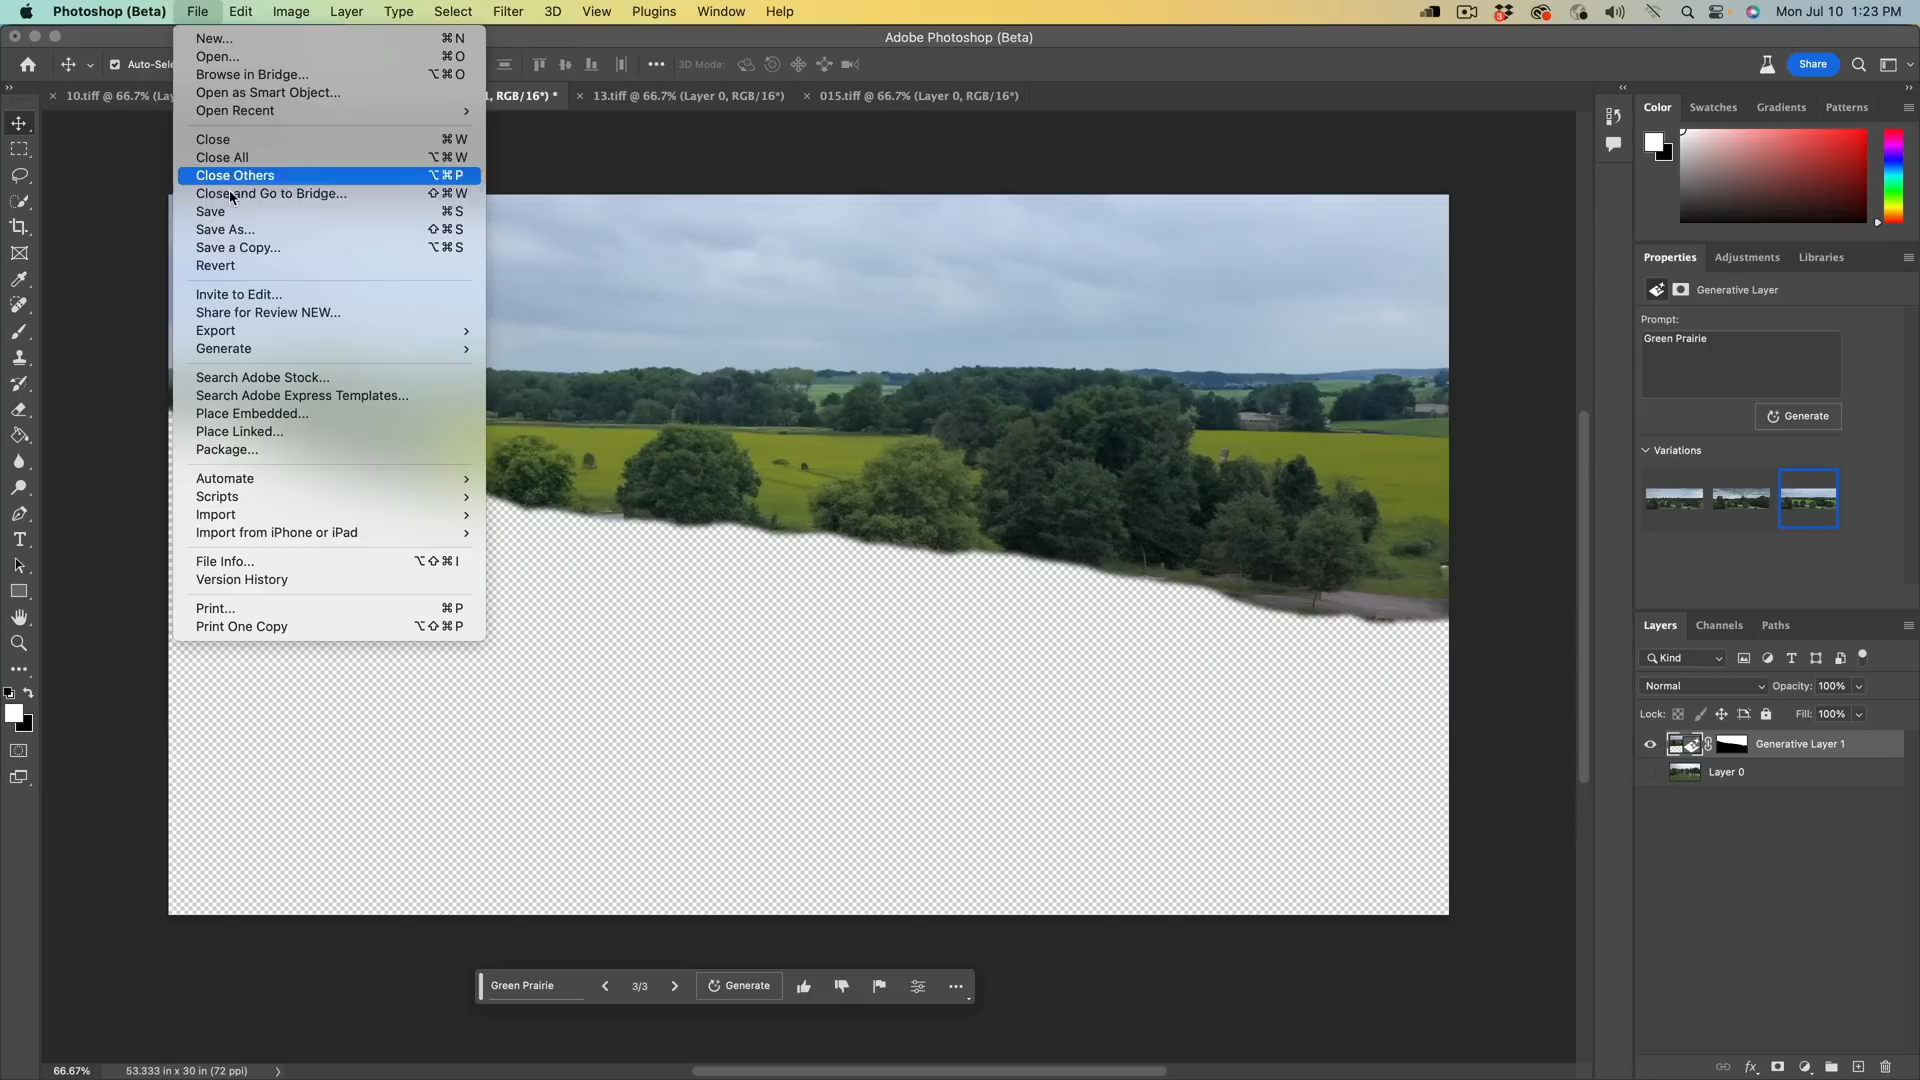 Photoshop (Beta) File Edit Image Layer Type Select Filter 3D View Plugins Window Help Mon Jul 10 1:23 PM
Adobe Photoshop (Beta)
Auto-Sele 3D Mode: Share
10.tiff @ 66.7% (Lay 1, RGB/16*) * 13.tiff @ 66.7% (Layer 0, RGB/16*) 015.tiff @ 66.7% (Layer 0, RGB/16*)
New... ⌘N
Open... ⌘O
Browse in Bridge... ⌥⌘O
Open as Smart Object...
Open Recent
Close ⌘W
Close All ⌥⌘W
Close Others ⌥⌘P
Close and Go to Bridge... ⇧⌘W
Save ⌘S
Save As... ⇧⌘S
Save a Copy... ⌥⌘S
Revert
Invite to Edit...
Share for Review NEW...
Export
Generate
Search Adobe Stock...
Search Adobe Express Templates...
Place Embedded...
Place Linked...
Package...
Automate
Scripts
Import
Import from iPhone or iPad
File Info... ⌥⇧⌘I
Version History
Print... ⌘P
Print One Copy ⌥⇧⌘P
Color Swatches Gradients Patterns
Properties Adjustments Libraries
Generative Layer
Prompt:
Green Prairie
Generate
Variations
Layers Channels Paths
Kind
Normal Opacity: 100%
Lock: Fill: 100%
Generative Layer 1
Layer 0
Green Prairie 3/3 Generate
66.67% 53.333 in x 30 in (72 ppi)